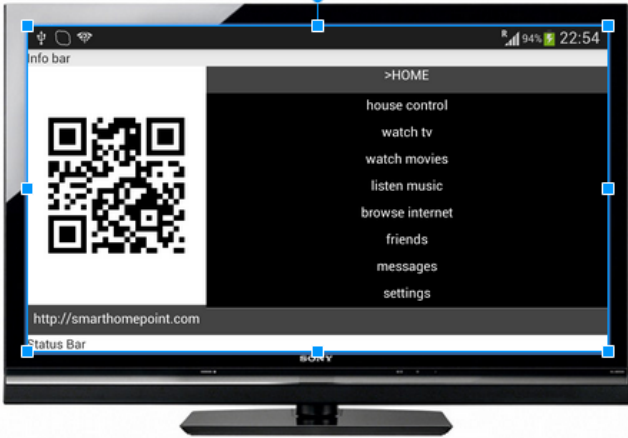 R 94% 22:54
Info bar
>HOME
house control
watch tv
watch movies
listen music
browse internet
friends
messages
settings
http://smarthomepoint.com
Status Bar
SONY